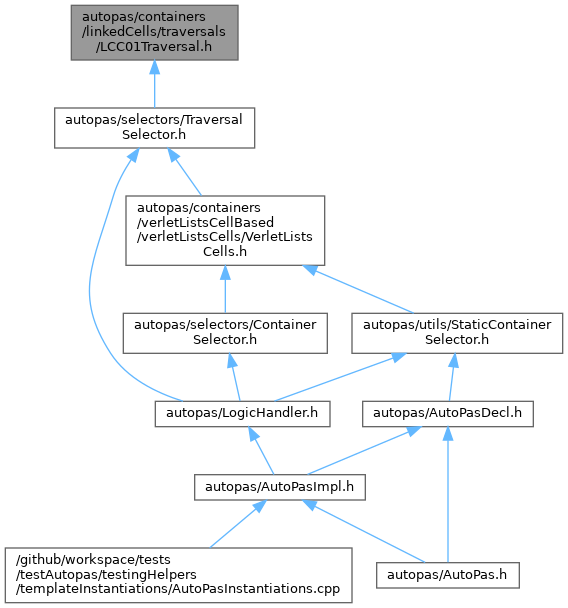 autopas/containers
/linkedCells/traversals
/LCC01Traversal.h
autopas/selectors/Traversal
Selector.h
autopas/containers
/verletListsCellBased
/verletListsCells/VerletLists
Cells.h
autopas/selectors/Container
Selector.h
autopas/utils/StaticContainer
Selector.h
autopas/LogicHandler.h
autopas/AutoPasDecl.h
autopas/AutoPasImpl.h
/github/workspace/tests
/testAutopas/testingHelpers
/templateInstantiations/AutoPasInstantiations.cpp
autopas/AutoPas.h